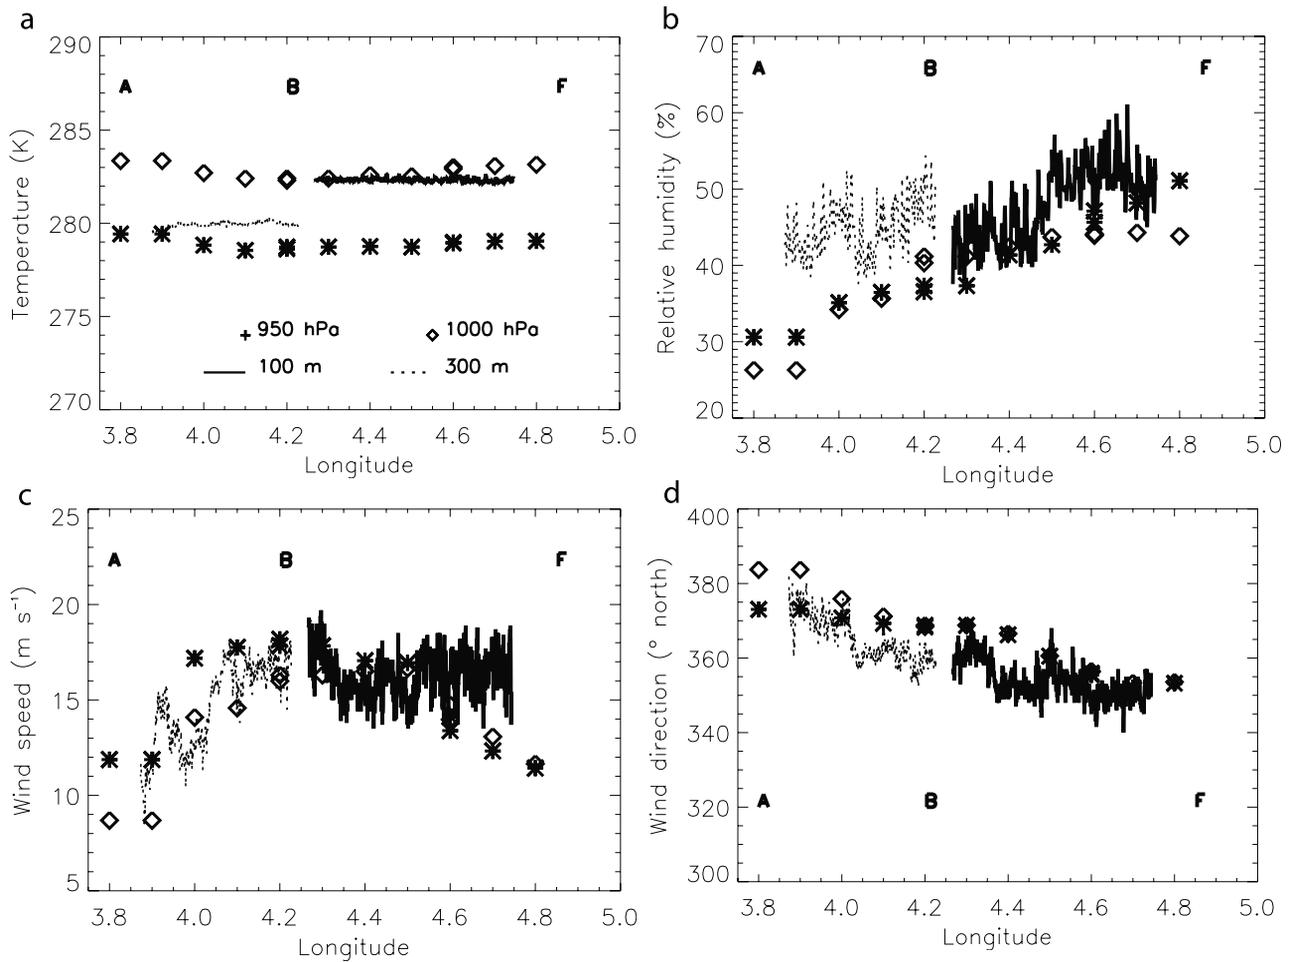 a
290
285
280
275
270
Temperature (K)
A B F
950 hPa 1000 hPa
100 m 300 m
3.8 4.0 4.2 4.4 4.6 4.8 5.0
Longitude
b
70
60
50
40
30
20
Relative humidity (%)
A B F
3.8 4.0 4.2 4.4 4.6 4.8 5.0
Longitude
c
25
20
15
10
5
Wind speed (m s⁻¹)
A B F
3.8 4.0 4.2 4.4 4.6 4.8 5.0
Longitude
d
400
380
360
340
320
300
Wind direction (° north)
A B F
3.8 4.0 4.2 4.4 4.6 4.8 5.0
Longitude